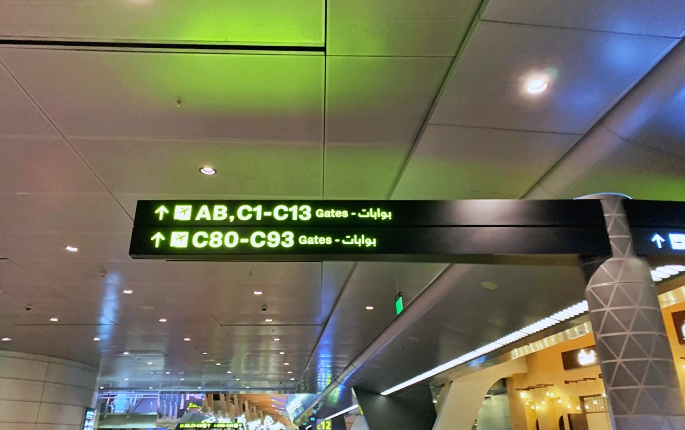 AB,C1-C13 Gates - بوابات
C80-C93 Gates - بوابات